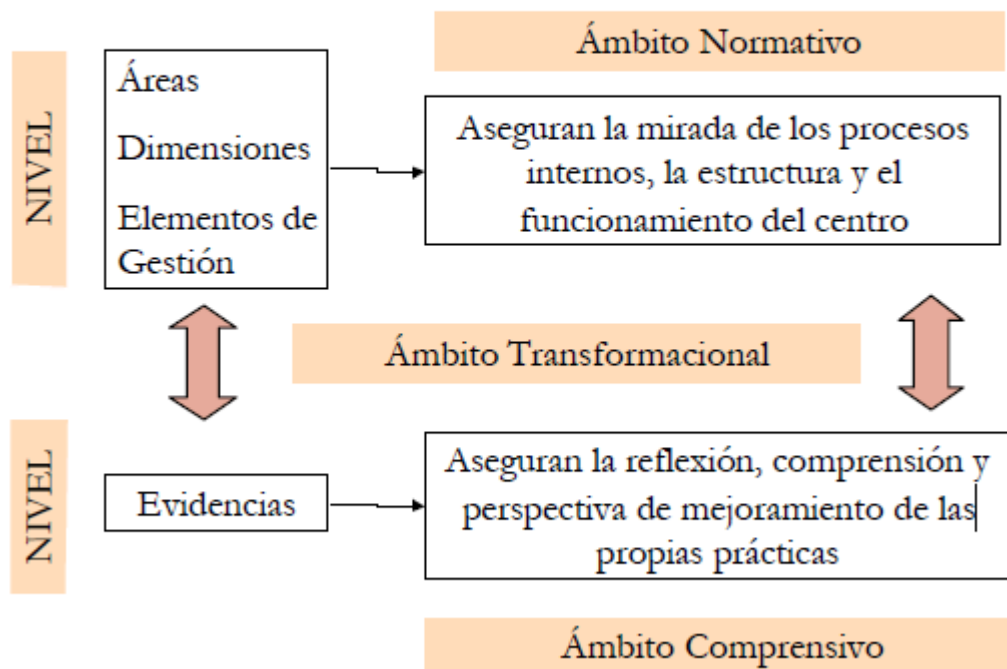 Ámbito Normativo
NIVEL
Áreas
Dimensiones
Elementos de
Gestión
Aseguran la mirada de los procesos
internos, la estructura y el
funcionamiento del centro
Ámbito Transformacional
NIVEL
Evidencias
Aseguran la reflexión, comprensión y
perspectiva de mejoramiento de las
propias prácticas
Ámbito Comprensivo